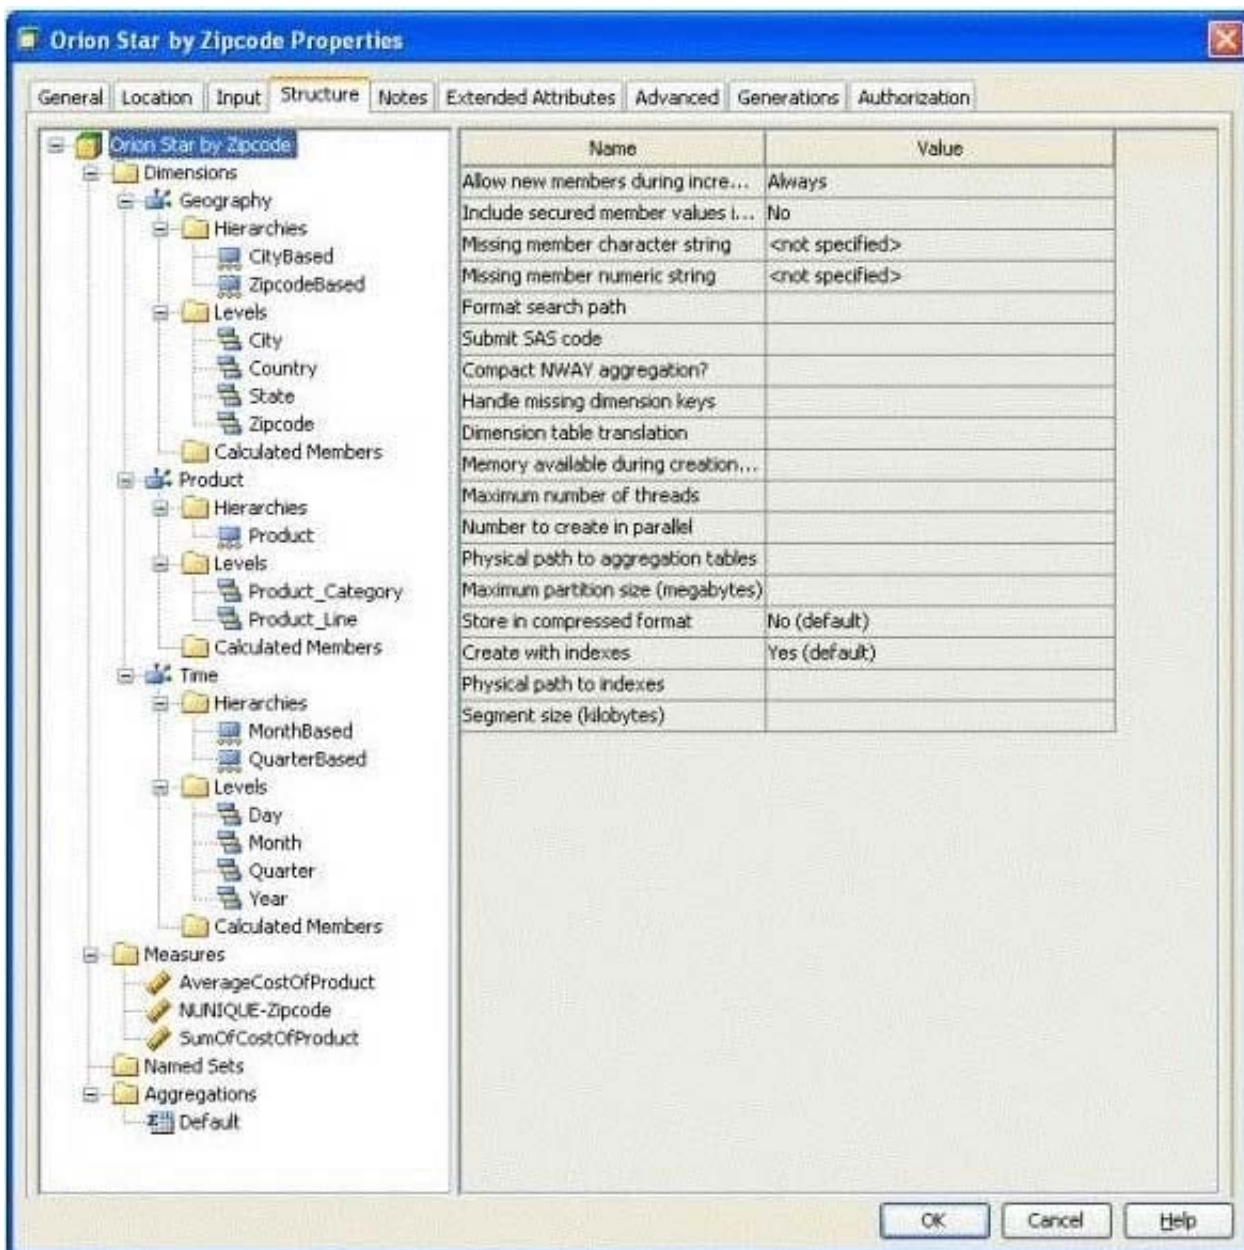 Orion Star by Zipcode Properties
General Location Input Structure Notes Extended Attributes Advanced Generations Authorization
Orion Star by Zipcode
Dimensions
Geography
Hierarchies
CityBased
ZipcodeBased
Levels
City
Country
State
Zipcode
Calculated Members
Product
Hierarchies
Product
Levels
Product_Category
Product_Line
Calculated Members
Time
Hierarchies
MonthBased
QuarterBased
Levels
Day
Month
Quarter
Year
Calculated Members
Measures
AverageCostOfProduct
NUNIQUE-Zipcode
SumOfCostOfProduct
Named Sets
Aggregations
Default
Name Value
Allow new members during incre... Always
Include secured member values i... No
Missing member character string <not specified>
Missing member numeric string <not specified>
Format search path
Submit SAS code
Compact NWAY aggregation?
Handle missing dimension keys
Dimension table translation
Memory available during creation...
Maximum number of threads
Number to create in parallel
Physical path to aggregation tables
Maximum partition size (megabytes)
Store in compressed format No (default)
Create with indexes Yes (default)
Physical path to indexes
Segment size (kilobytes)
OK Cancel Help